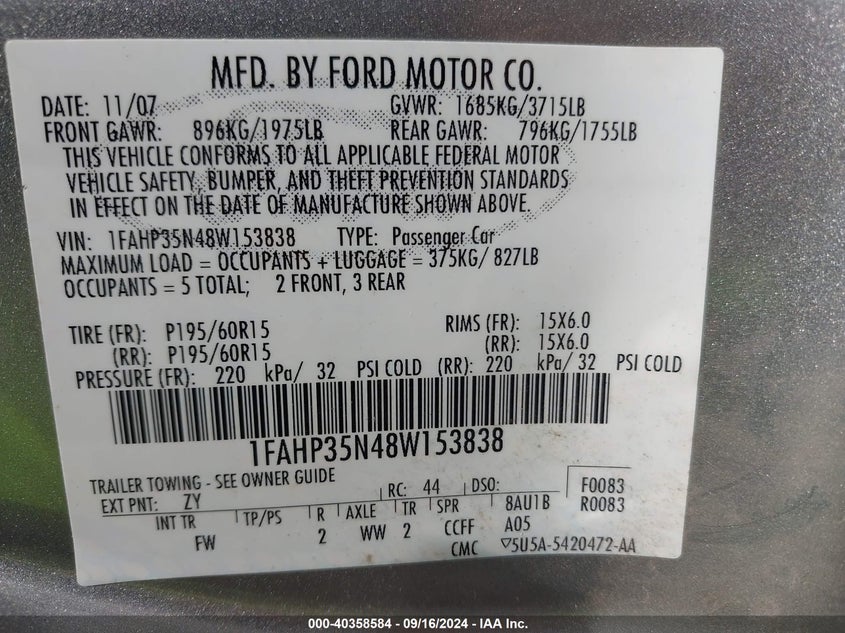 MFD. BY FORD MOTOR CO.
DATE: 11/07 GVWR: 1685KG/3715LB
FRONT GAWR: 896KG/1975LB REAR GAWR: 796KG/1755LB
THIS VEHICLE CONFORMS TO ALL APPLICABLE FEDERAL MOTOR
VEHICLE SAFETY, BUMPER, AND THEFT PREVENTION STANDARDS
IN EFFECT ON THE DATE OF MANUFACTURE SHOWN ABOVE.
VIN: 1FAHP35N48W153838 TYPE: Passenger Car
MAXIMUM LOAD = OCCUPANTS + LUGGAGE = 375KG/ 827LB
OCCUPANTS = 5 TOTAL; 2 FRONT, 3 REAR
TIRE (FR): P195/60R15 RIMS (FR): 15X6.0
(RR): P195/60R15 (RR): 15X6.0
PRESSURE (FR): 220 kPa/ 32 PSI COLD (RR): 220 kPa/ 32 PSI COLD
1FAHP35N48W153838
TRAILER TOWING - SEE OWNER GUIDE
EXT PNT: ZY RC: 44 DSO: F0083
INT TR TP/PS R AXLE TR SPR 8AU1B R0083
FW 2 WW 2 CCFF A05
CMC ▽5U5A-5420472-AA
000-40358584 - 09/16/2024 - IAA Inc.